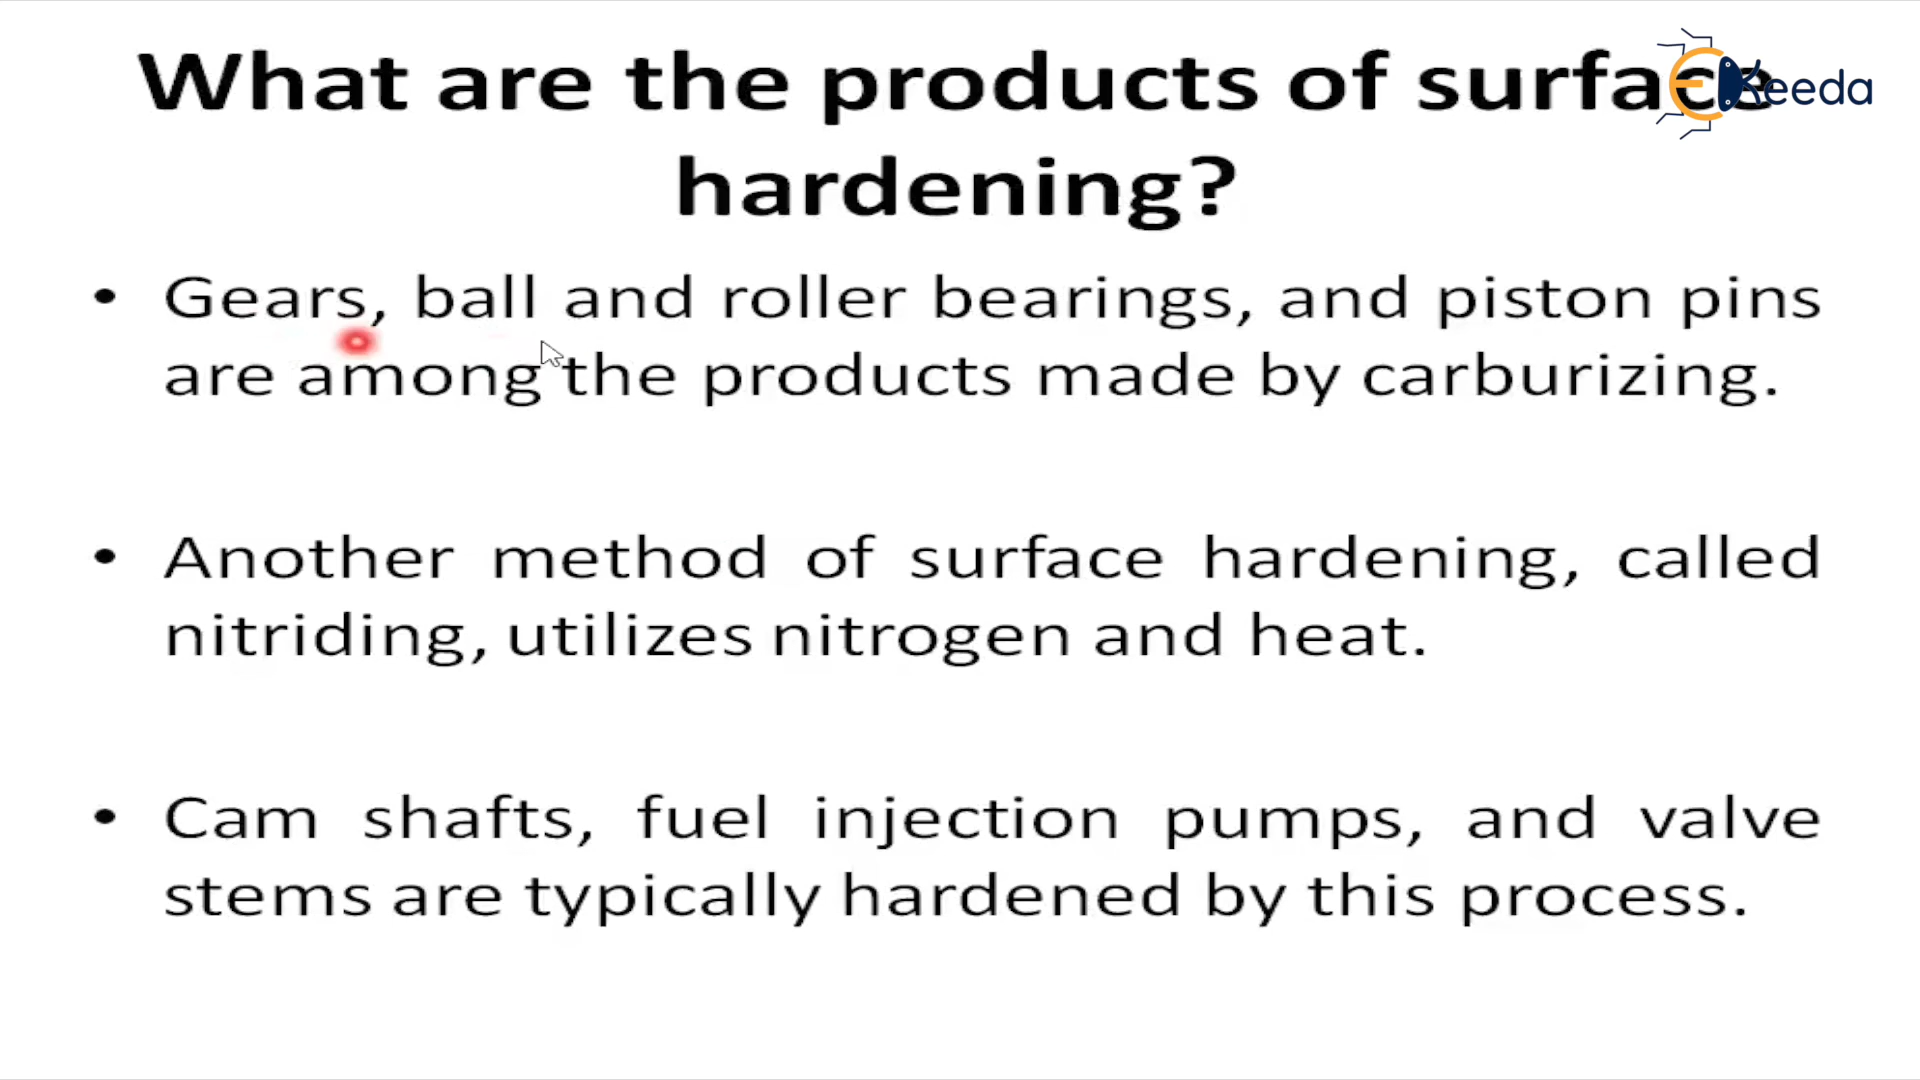 What are the products of surface
hardening?
Keeda
• Gears, ball and roller bearings, and piston pins
are among the products made by carburizing.
• Another method of surface hardening, called
nitriding, utilizes nitrogen and heat.
• Cam shafts, fuel injection pumps, and valve
stems are typically hardened by this process.